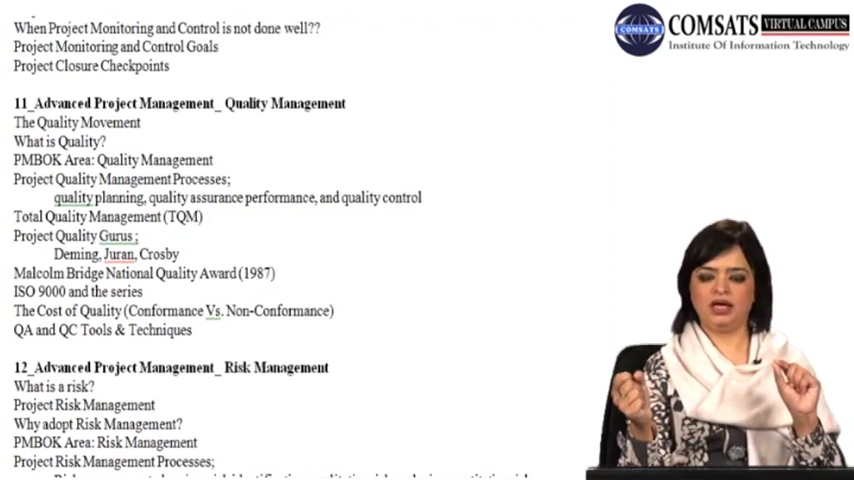 When Project Monitoring and Control is not done well??
Project Monitoring and Control Goals
Project Closure Checkpoints
11_Advanced Project Management_ Quality Management
The Quality Movement
What is Quality?
PMBOK Area: Quality Management
Project Quality Management Processes;
quality planning, quality assurance performance, and quality control
Total Quality Management (TQM)
Project Quality Gurus ;
Deming, Juran, Crosby
Malcolm Bridge National Quality Award (1987)
ISO 9000 and the series
The Cost of Quality (Conformance Vs. Non-Conformance)
QA and QC Tools & Techniques
12_Advanced Project Management_ Risk Management
What is a risk?
Project Risk Management
Why adopt Risk Management?
PMBOK Area: Risk Management
Project Risk Management Processes;
COMSATS
COMSATS VIRTUAL CAMPUS
Institute Of Information Technology